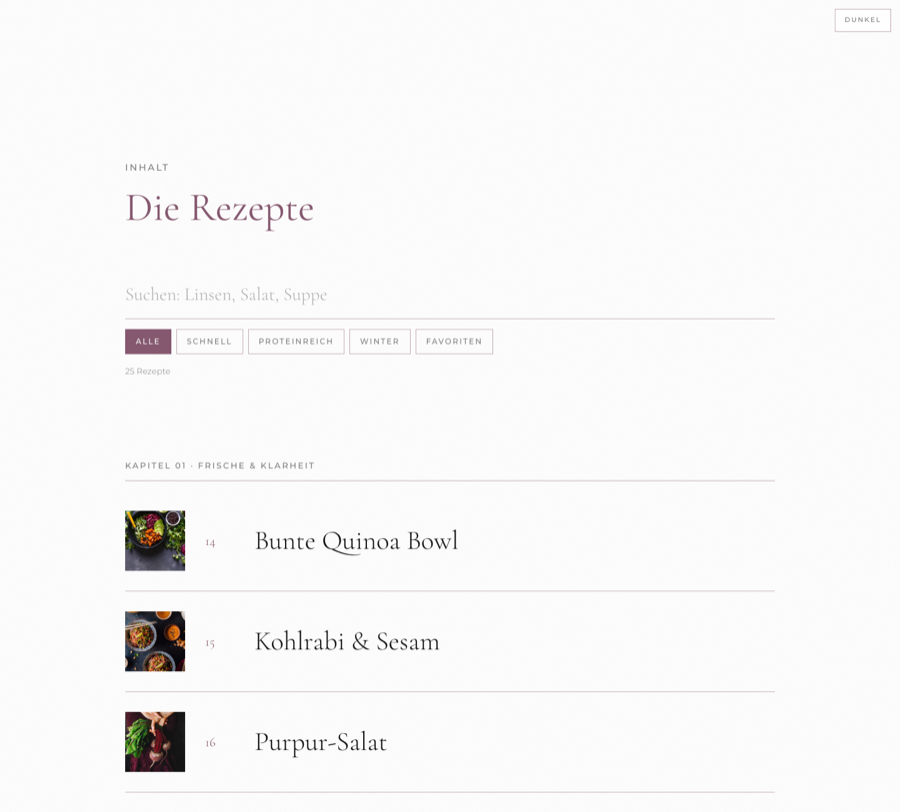 DUNKEL
INHALT
Die Rezepte
Suchen: Linsen, Salat, Suppe
ALLE SCHNELL PROTEINREICH WINTER FAVORITEN
25 Rezepte
KAPITEL 01 · FRISCHE & KLARHEIT
14 Bunte Quinoa Bowl
15 Kohlrabi & Sesam
16 Purpur-Salat